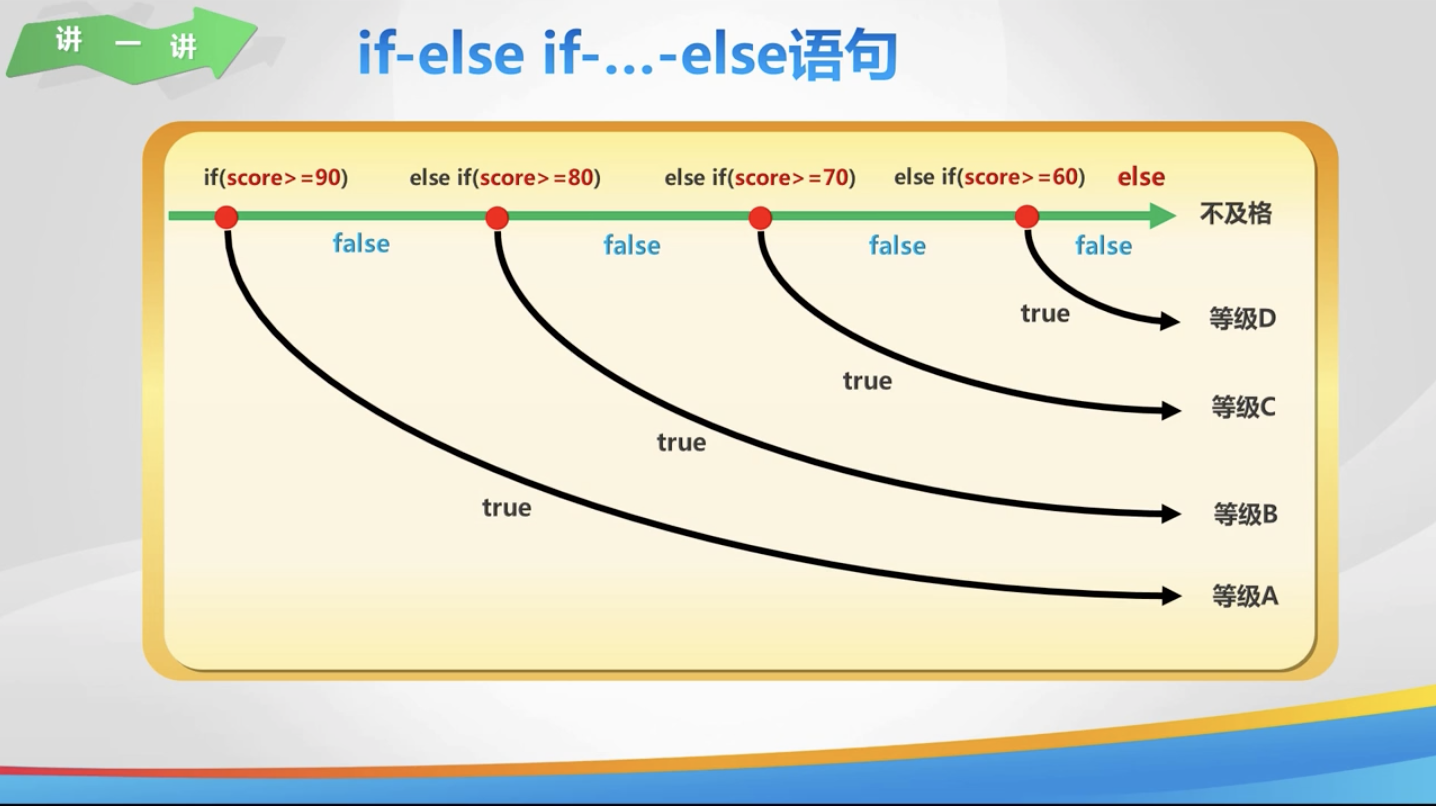 讲 一 讲
if-else if-...-else语句
if(score>=90) else if(score>=80) else if(score>=70) else if(score>=60) else
不及格
false false false false
true 等级D
true 等级C
true 等级B
true 等级A